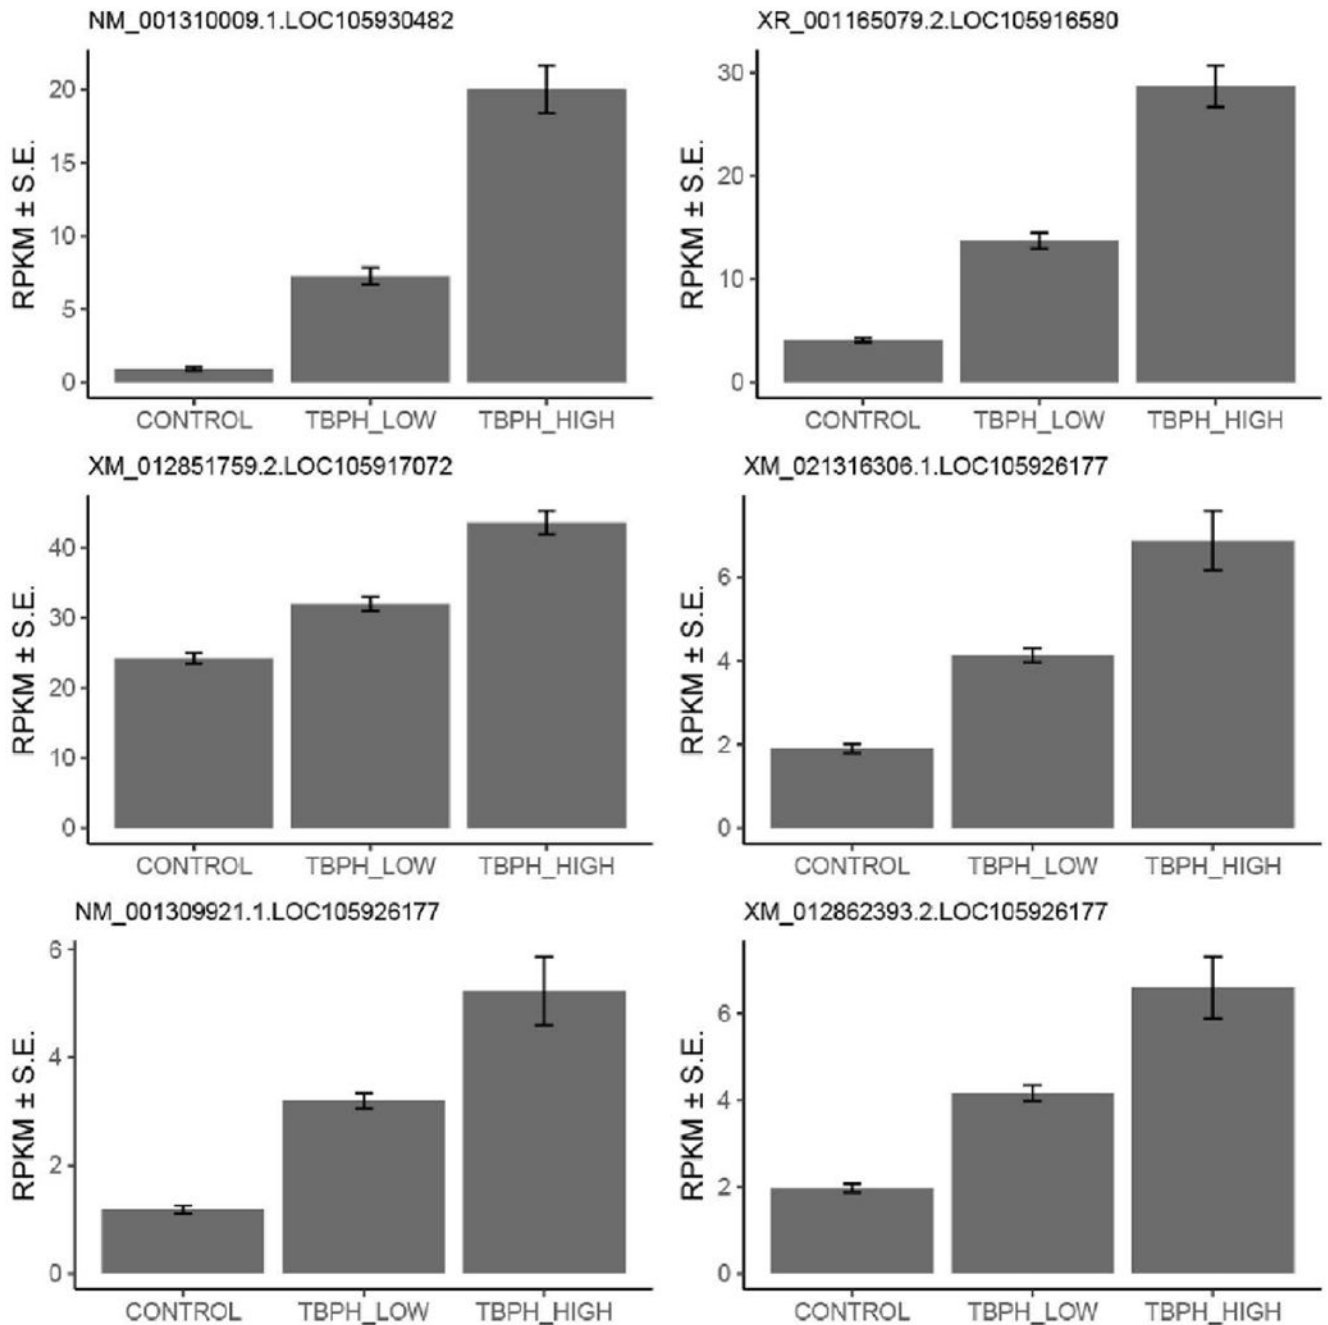 NM_001310009.1.LOC105930482
RPKM ± S.E.
20
15
10
5
0
CONTROL TBPH_LOW TBPH_HIGH
XR_001165079.2.LOC105916580
RPKM ± S.E.
30
20
10
0
CONTROL TBPH_LOW TBPH_HIGH
XM_012851759.2.LOC105917072
RPKM ± S.E.
40
30
20
10
0
CONTROL TBPH_LOW TBPH_HIGH
XM_021316306.1.LOC105926177
RPKM ± S.E.
6
4
2
0
CONTROL TBPH_LOW TBPH_HIGH
NM_001309921.1.LOC105926177
RPKM ± S.E.
6
4
2
0
CONTROL TBPH_LOW TBPH_HIGH
XM_012862393.2.LOC105926177
RPKM ± S.E.
6
4
2
0
CONTROL TBPH_LOW TBPH_HIGH